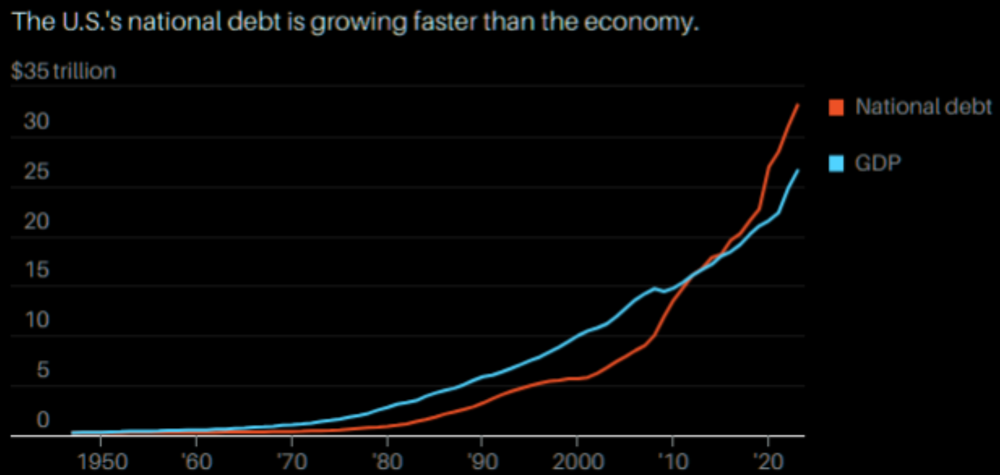 The U.S.'s national debt is growing faster than the economy.
$35 trillion
National debt
30
GDP
25
20
15
10
5
0
1950 '60 '70 '80 '90 2000 '10 '20